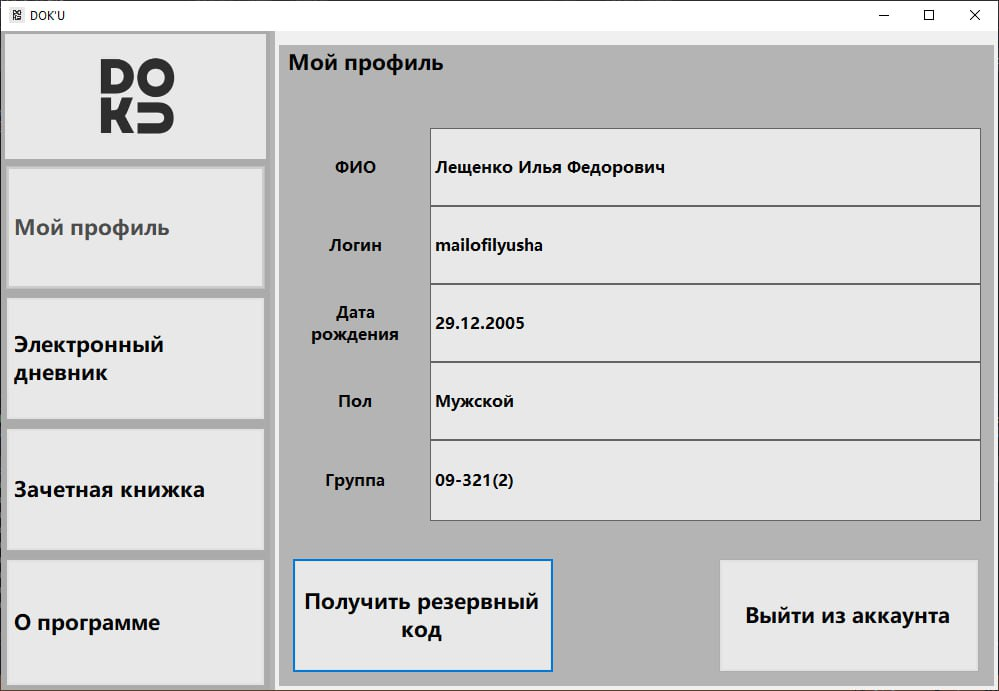 DOK'U
DO
KU
Мой профиль
Электронный
дневник
Зачетная книжка
О программе
Мой профиль
ФИО
Лещенко Илья Федорович
Логин
mailofilyusha
Дата
рождения
29.12.2005
Пол
Мужской
Группа
09-321(2)
Получить резервный
код
Выйти из аккаунта